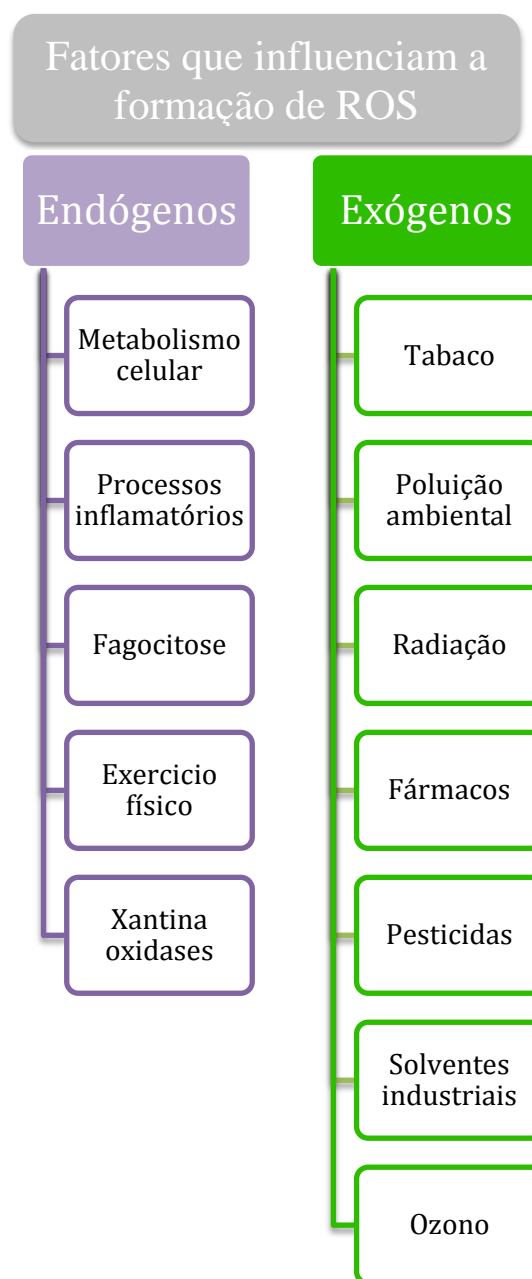 Fatores que influenciam a
formação de ROS
Endógenos
Metabolismo
celular
Processos
inflamatórios
Fagocitose
Exercicio
físico
Xantina
oxidases
Exógenos
Tabaco
Poluição
ambiental
Radiação
Fármacos
Pesticidas
Solventes
industriais
Ozono